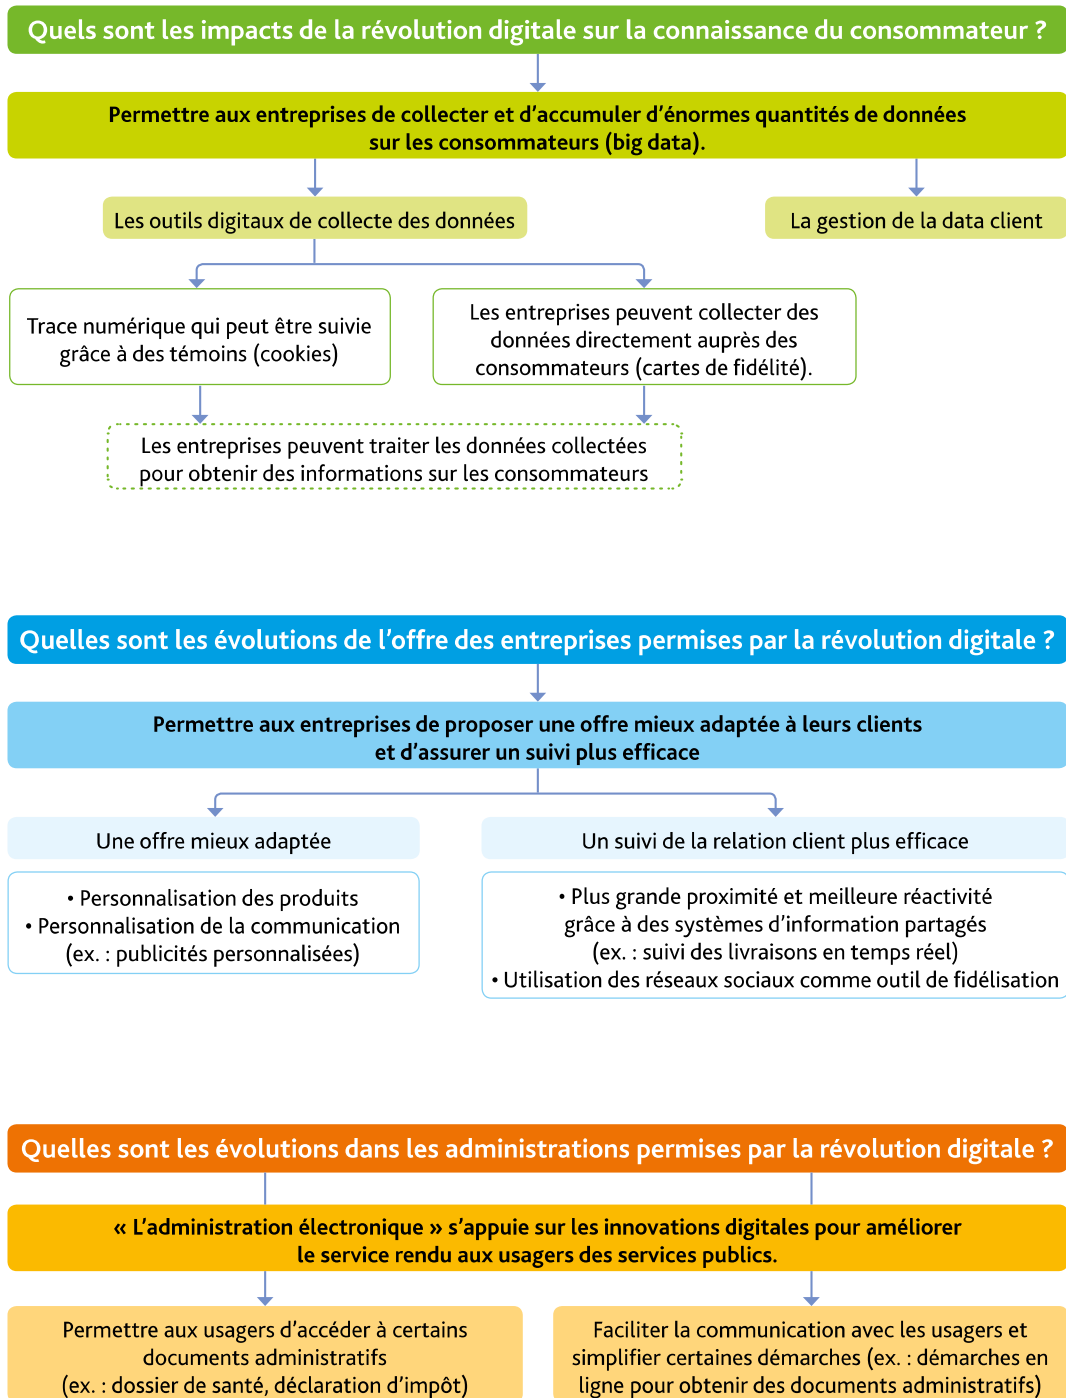 Quels sont les impacts de la révolution digitale sur la connaissance du consommateur ?
Permettre aux entreprises de collecter et d’accumuler d’énormes quantités de données
sur les consommateurs (big data).
Les outils digitaux de collecte des données
La gestion de la data client
Trace numérique qui peut être suivie
grâce à des témoins (cookies)
Les entreprises peuvent collecter des
données directement auprès des
consommateurs (cartes de fidélité).
Les entreprises peuvent traiter les données collectées
pour obtenir des informations sur les consommateurs
Quelles sont les évolutions de l’offre des entreprises permises par la révolution digitale ?
Permettre aux entreprises de proposer une offre mieux adaptée à leurs clients
et d’assurer un suivi plus efficace
Une offre mieux adaptée
• Personnalisation des produits
• Personnalisation de la communication
(ex. : publicités personnalisées)
Un suivi de la relation client plus efficace
• Plus grande proximité et meilleure réactivité
grâce à des systèmes d’information partagés
(ex. : suivi des livraisons en temps réel)
• Utilisation des réseaux sociaux comme outil de fidélisation
Quelles sont les évolutions dans les administrations permises par la révolution digitale ?
« L’administration électronique » s’appuie sur les innovations digitales pour améliorer
le service rendu aux usagers des services publics.
Permettre aux usagers d’accéder à certains
documents administratifs
(ex. : dossier de santé, déclaration d’impôt)
Faciliter la communication avec les usagers et
simplifier certaines démarches (ex. : démarches en
ligne pour obtenir des documents administratifs)